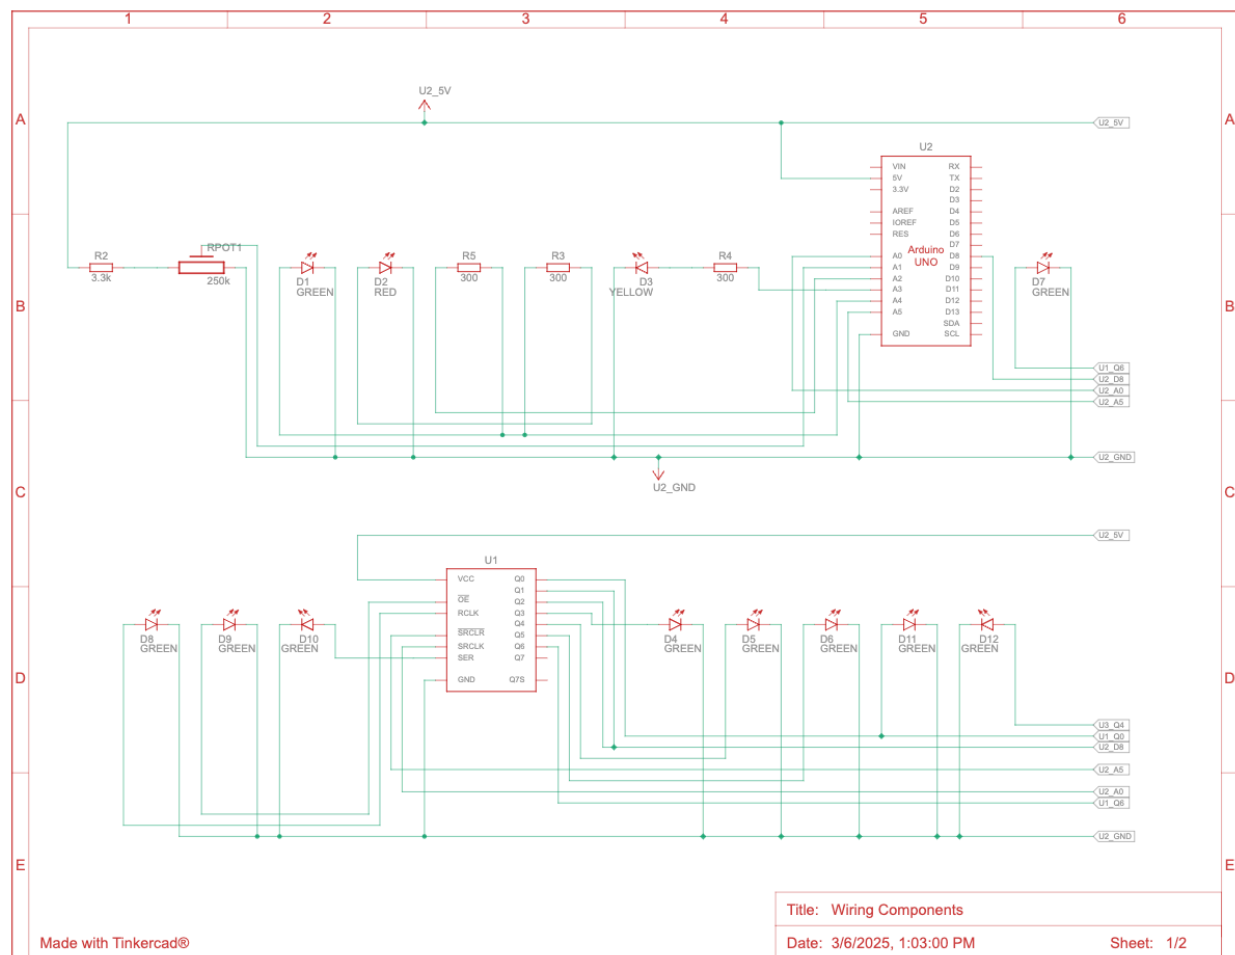 1 2 3 4 5 6
U2_5V
A A
U2_5V
U2
VIN RX
5V TX
3.3V D2
D3
AREF D4
IOREF D5
RES D6
D7
A0 D8
A1 D9
A2 D10
A3 D11
A4 D12
A5 D13
SDA
GND SCL
Arduino
UNO
R2
3.3k
RPOT1
250k
D1
GREEN
D2
RED
R5
300
R3
300
D3
YELLOW
R4
300
D7
GREEN
B B
U1_Q6
U2_D8
U2_A0
U2_A5
U2_GND
U2_GND
C C
U2_5V
U1
VCC Q0
Q1
OE Q2
RCLK Q3
Q4
SRCLR Q5
SRCLK Q6
SER Q7
GND Q7S
D8
GREEN
D9
GREEN
D10
GREEN
D4
GREEN
D5
GREEN
D6
GREEN
D11
GREEN
D12
GREEN
D D
U3_Q4
U1_Q0
U2_D8
U2_A5
U2_A0
U1_Q6
U2_GND
E E
Title: Wiring Components
Made with Tinkercad®
Date: 3/6/2025, 1:03:00 PM
Sheet: 1/2